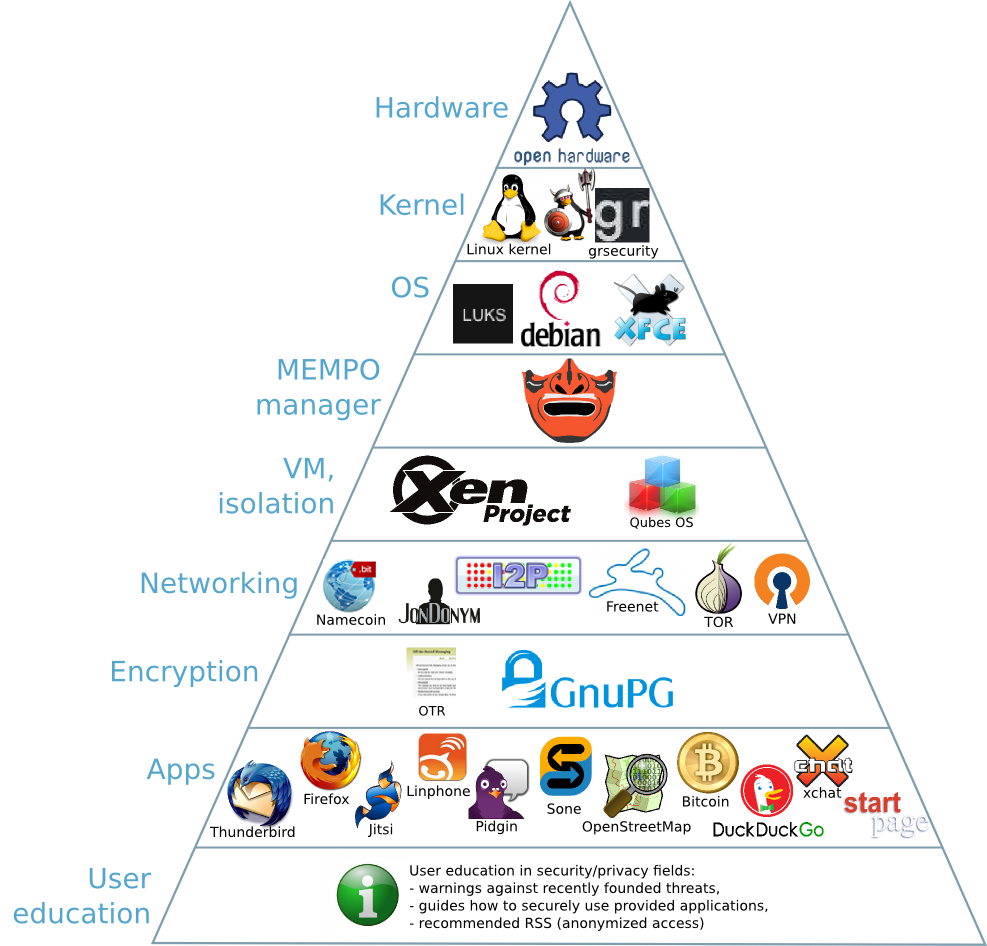 Hardware
open hardware
Kernel
gr
Linux kernel
grsecurity
OS
LUKS
debian
XFCE
MEMPO
manager
VM,
isolation
Xen
Project
Qubes OS
Networking
.bit
I2P
Namecoin
JonDonym
Freenet
TOR
VPN
Encryption
OTR
GnuPG
Apps
Thunderbird
Firefox
Jitsi
Linphone
Pidgin
Sone
OpenStreetMap
Bitcoin
DuckDuckGo
chat
xchat
start
page
User
education
User education in security/privacy fields:
- warnings against recently founded threats,
- guides how to securely use provided applications,
- recommended RSS (anonymized access)